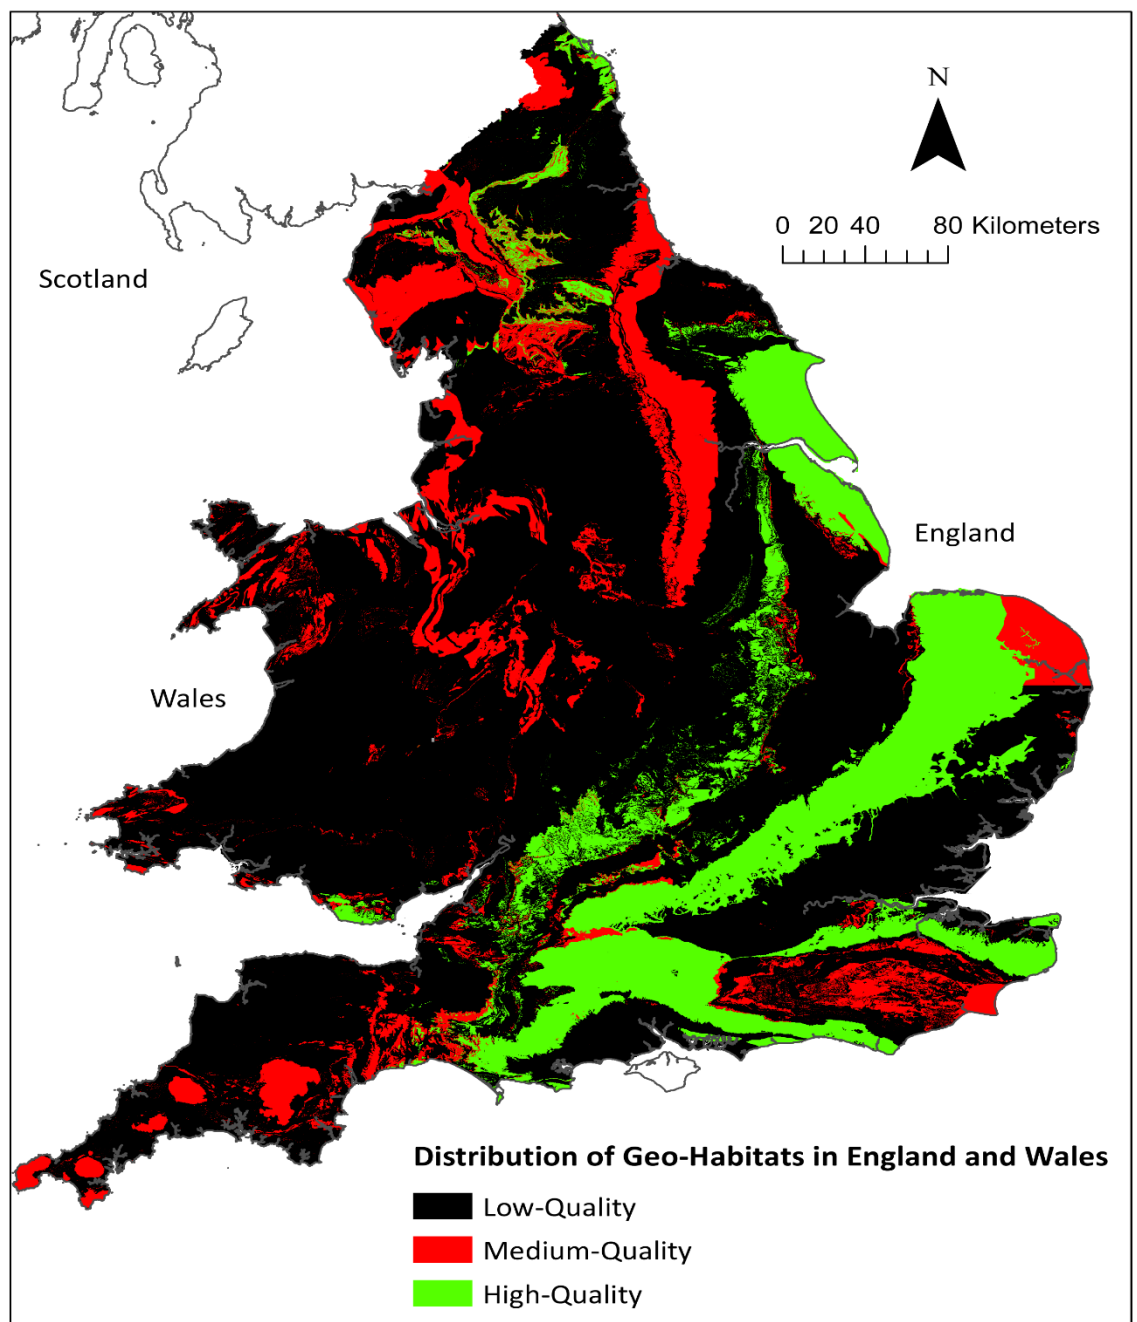 N
0 20 40 80 Kilometers
Scotland
England
Wales
Distribution of Geo-Habitats in England and Wales
Low-Quality
Medium-Quality
High-Quality